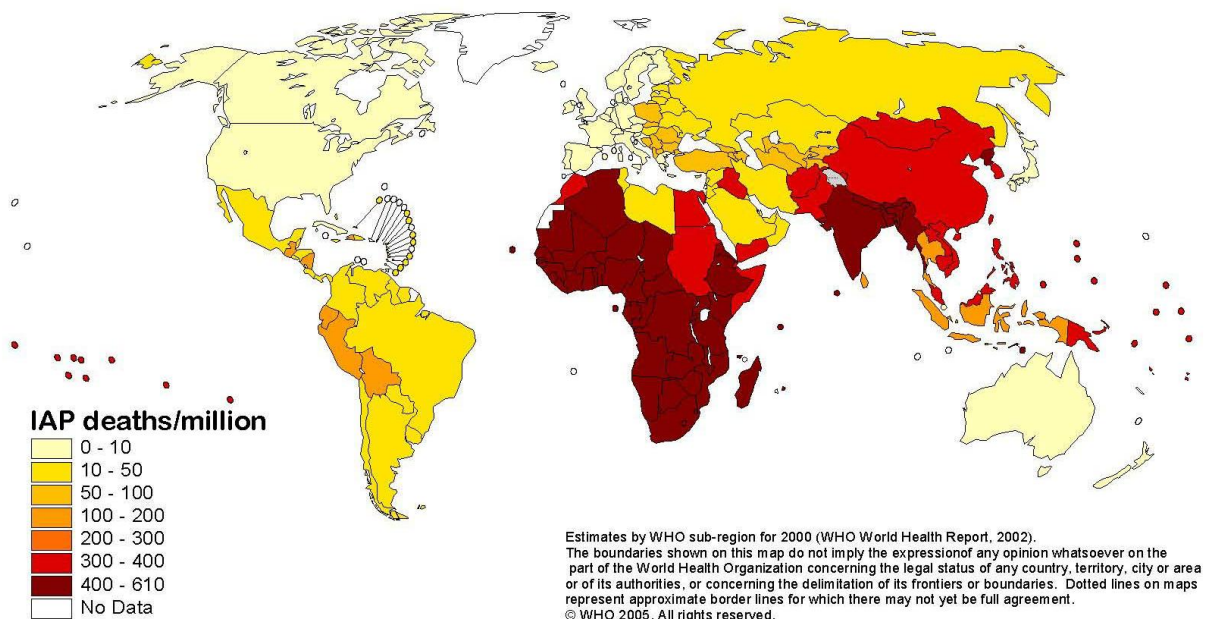 IAP deaths/million
0 - 10
10 - 50
50 - 100
100 - 200
200 - 300
300 - 400
400 - 610
No Data
Estimates by WHO sub-region for 2000 (WHO World Health Report, 2002).
The boundaries shown on this map do not imply the expressionof any opinion whatsoever on the
part of the World Health Organization concerning the legal status of any country, territory, city or area
or of its authorities, or concerning the delimitation of its frontiers or boundaries. Dotted lines on maps
represent approximate border lines for which there may not yet be full agreement.
© WHO 2005. All rights reserved.